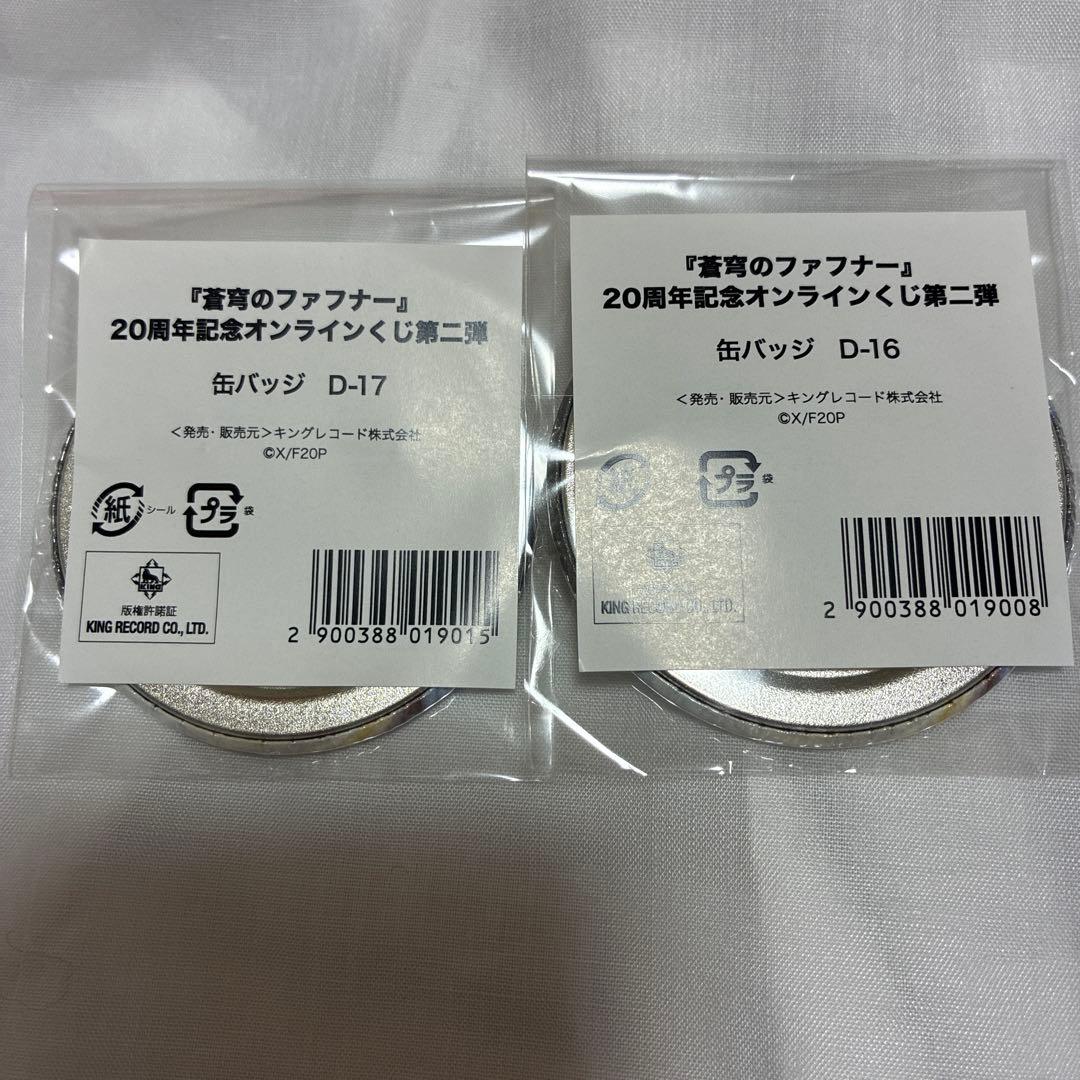 『蒼穹のファフナー』
20周年記念オンラインくじ第二弾
缶バッジ D-17
＜発売・販売元＞キングレコード株式会社
©X/F20P
紙 シール プラ 袋
KING
版権許諾証
KING RECORD CO., LTD.
2 900388 019015
『蒼穹のファフナー』
20周年記念オンラインくじ第二弾
缶バッジ D-16
＜発売・販売元＞キングレコード株式会社
©X/F20P
紙 プラ 袋
KING RECORD CO., LTD.
2 900388 019008